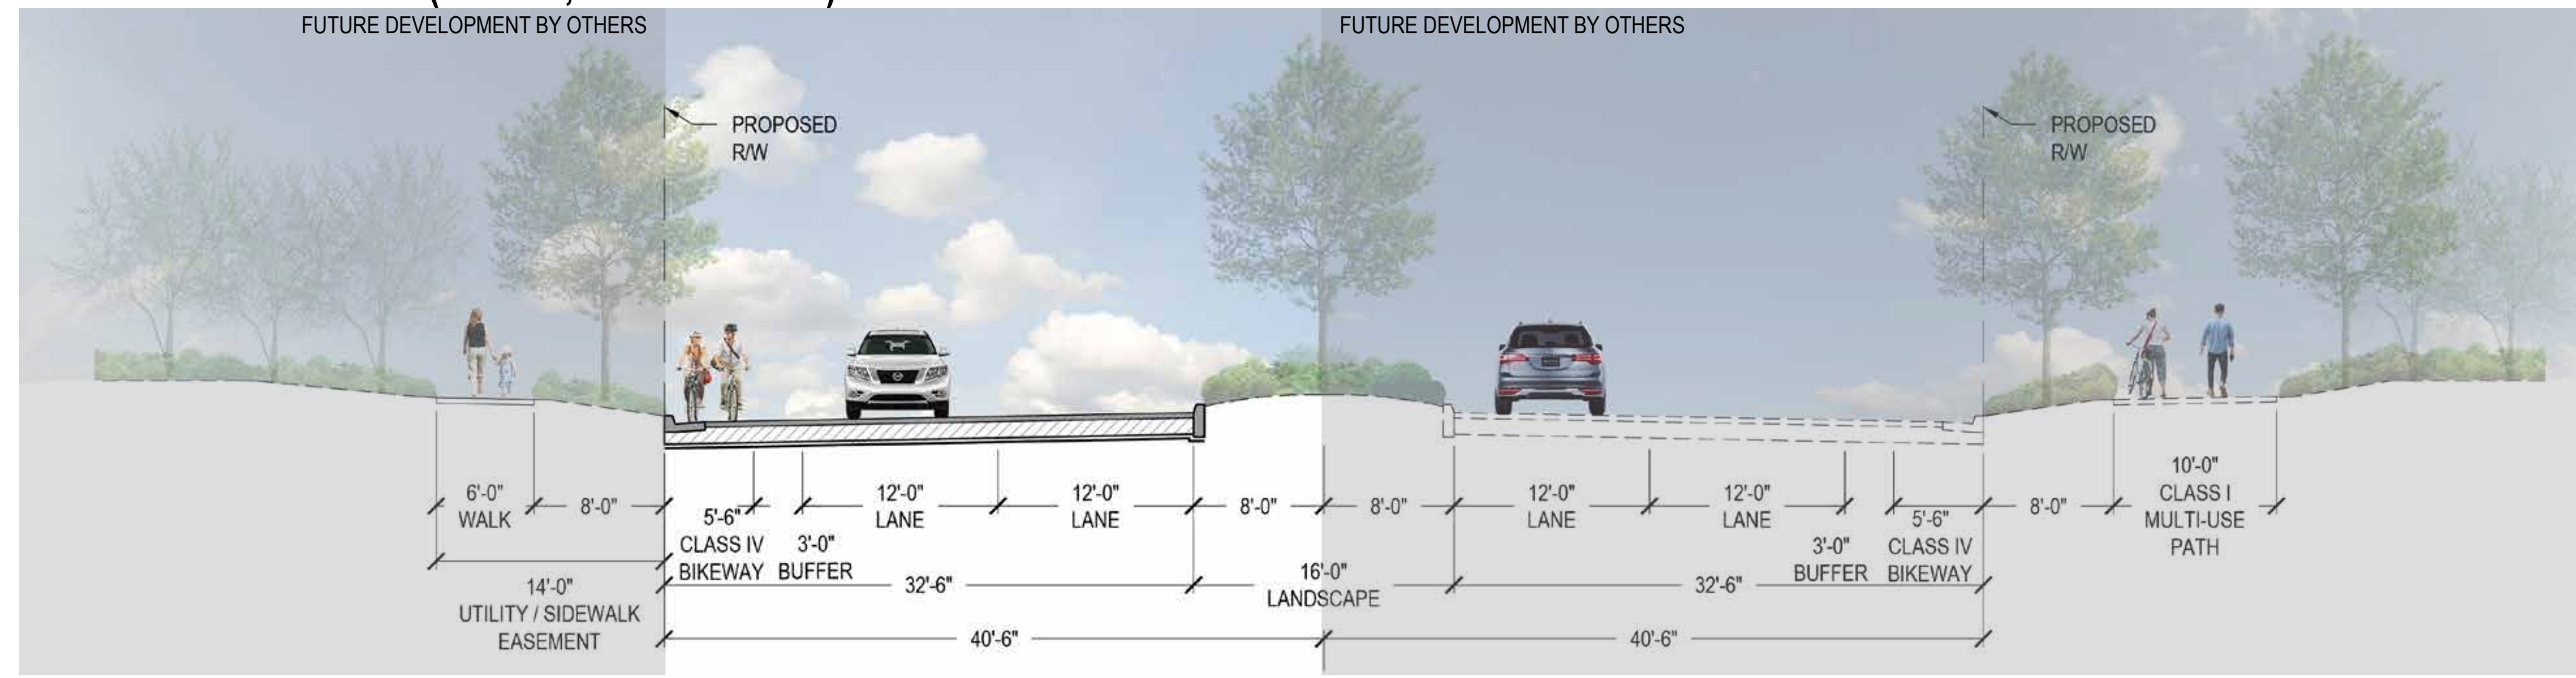 FUTURE DEVELOPMENT BY OTHERS
FUTURE DEVELOPMENT BY OTHERS
PROPOSED
R/W
PROPOSED
R/W
6'-0"
WALK
8'-0"
5'-6"
CLASS IV
BIKEWAY
3'-0"
BUFFER
12'-0"
LANE
12'-0"
LANE
8'-0"
8'-0"
12'-0"
LANE
12'-0"
LANE
3'-0"
BUFFER
5'-6"
CLASS IV
BIKEWAY
8'-0"
10'-0"
CLASS I
MULTI-USE
PATH
14'-0"
UTILITY / SIDEWALK
EASEMENT
32'-6"
16'-0"
LANDSCAPE
32'-6"
40'-6"
40'-6"